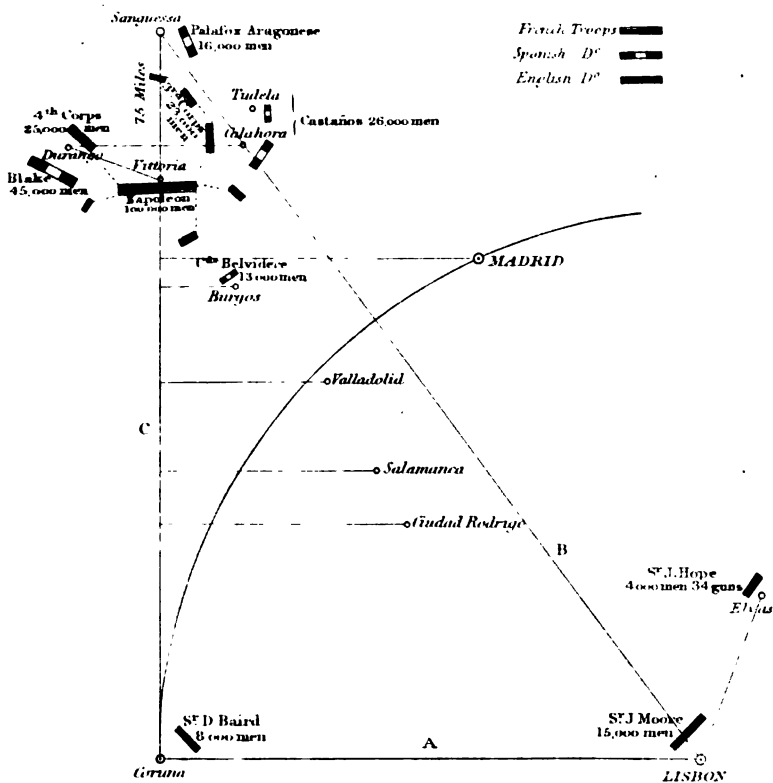 Sanguessa
Palafox Aragonese
16,000 men
French Troops
Spanish D°
English D°
75 Miles
Tudela
Castaños 26,000 men
Calahora
4th Corps
25,000 men
Durango
Vittoria
Blake
45,000 men
Napoleon
100,000 men
Belvidere
13 000 men
Burgos
MADRID
Valladolid
C
Salamanca
Ciudad Rodrigo
B
Sr. J. Hope
4 000 men 34 guns
Elvas
Sr. D Baird
8 000 men
Sr. J Moore
15,000 men
A
Coruna
LISBON